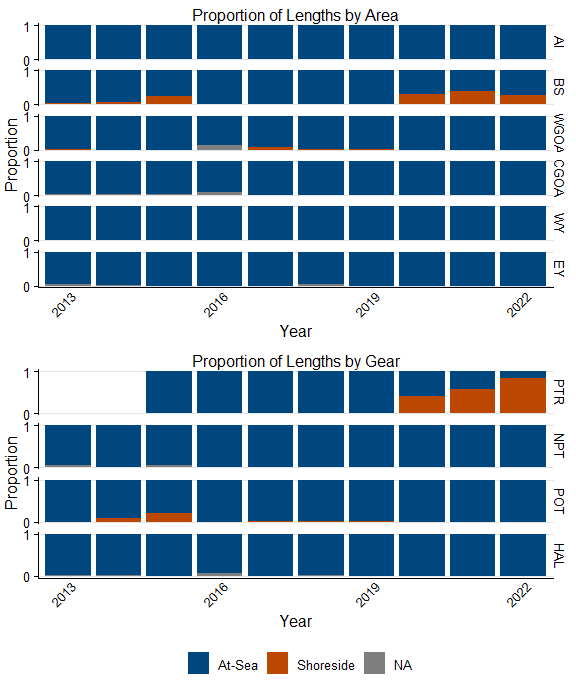 Proportion of Lengths by Area
Proportion
1
0
AI
1
0
BS
1
0
WGOA
1
0
CGOA
1
0
WY
1
0
EY
2013
2016
2019
2022
Year
Proportion of Lengths by Gear
Proportion
1
0
PTR
1
0
NPT
1
0
POT
1
0
HAL
2013
2016
2019
2022
Year
At-Sea
Shoreside
NA